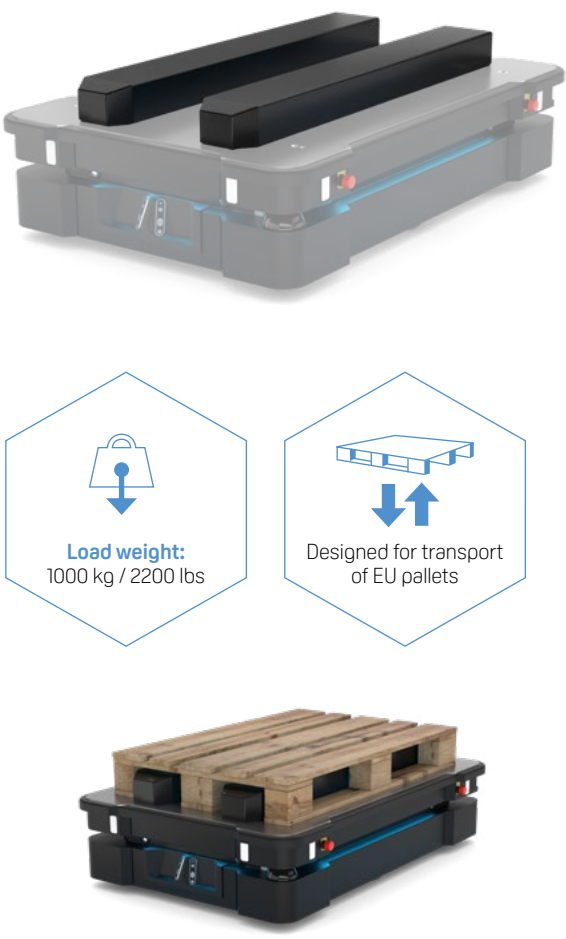 Load weight:
1000 kg / 2200 lbs
Designed for transport
of EU pallets